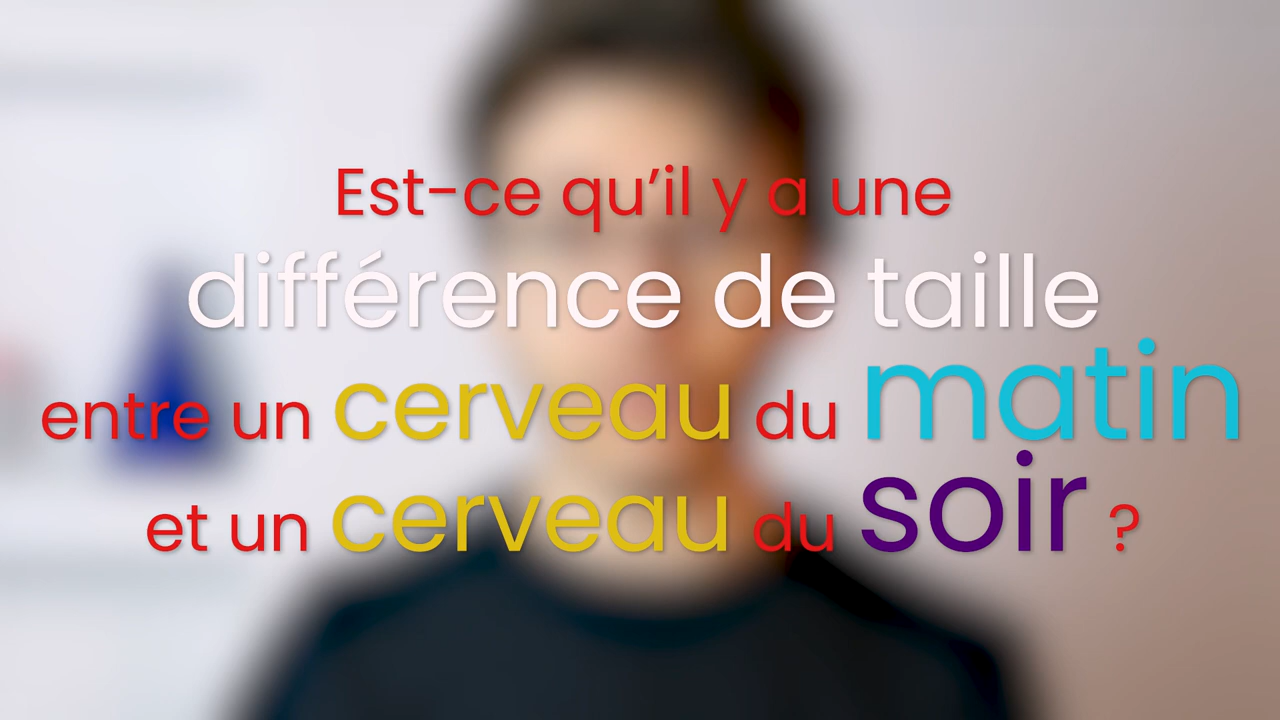 Est-ce qu’il y a une
différence de taille
entre un cerveau du matin
et un cerveau du soir ?